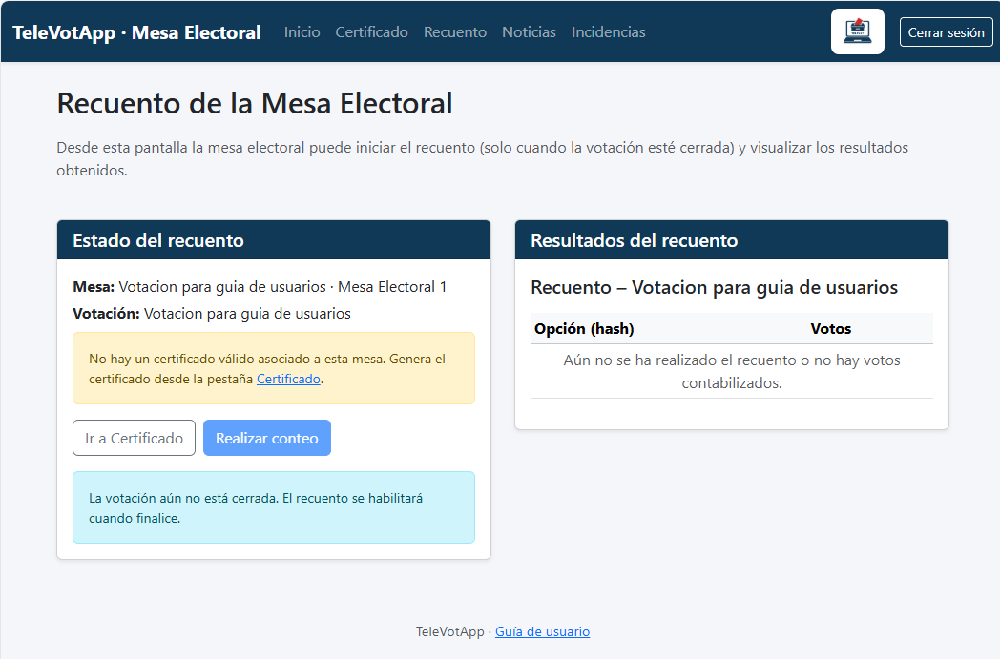 TeleVotApp · Mesa Electoral
Inicio
Certificado
Recuento
Noticias
Incidencias
Cerrar sesión
Recuento de la Mesa Electoral
Desde esta pantalla la mesa electoral puede iniciar el recuento (solo cuando la votación esté cerrada) y visualizar los resultados
obtenidos.
Estado del recuento
Mesa: Votacion para guia de usuarios · Mesa Electoral 1
Votación: Votacion para guia de usuarios
No hay un certificado válido asociado a esta mesa. Genera el
certificado desde la pestaña Certificado.
Ir a Certificado
Realizar conteo
La votación aún no está cerrada. El recuento se habilitará
cuando finalice.
Resultados del recuento
Recuento – Votacion para guia de usuarios
Opción (hash)
Votos
Aún no se ha realizado el recuento o no hay votos
contabilizados.
TeleVotApp · Guía de usuario